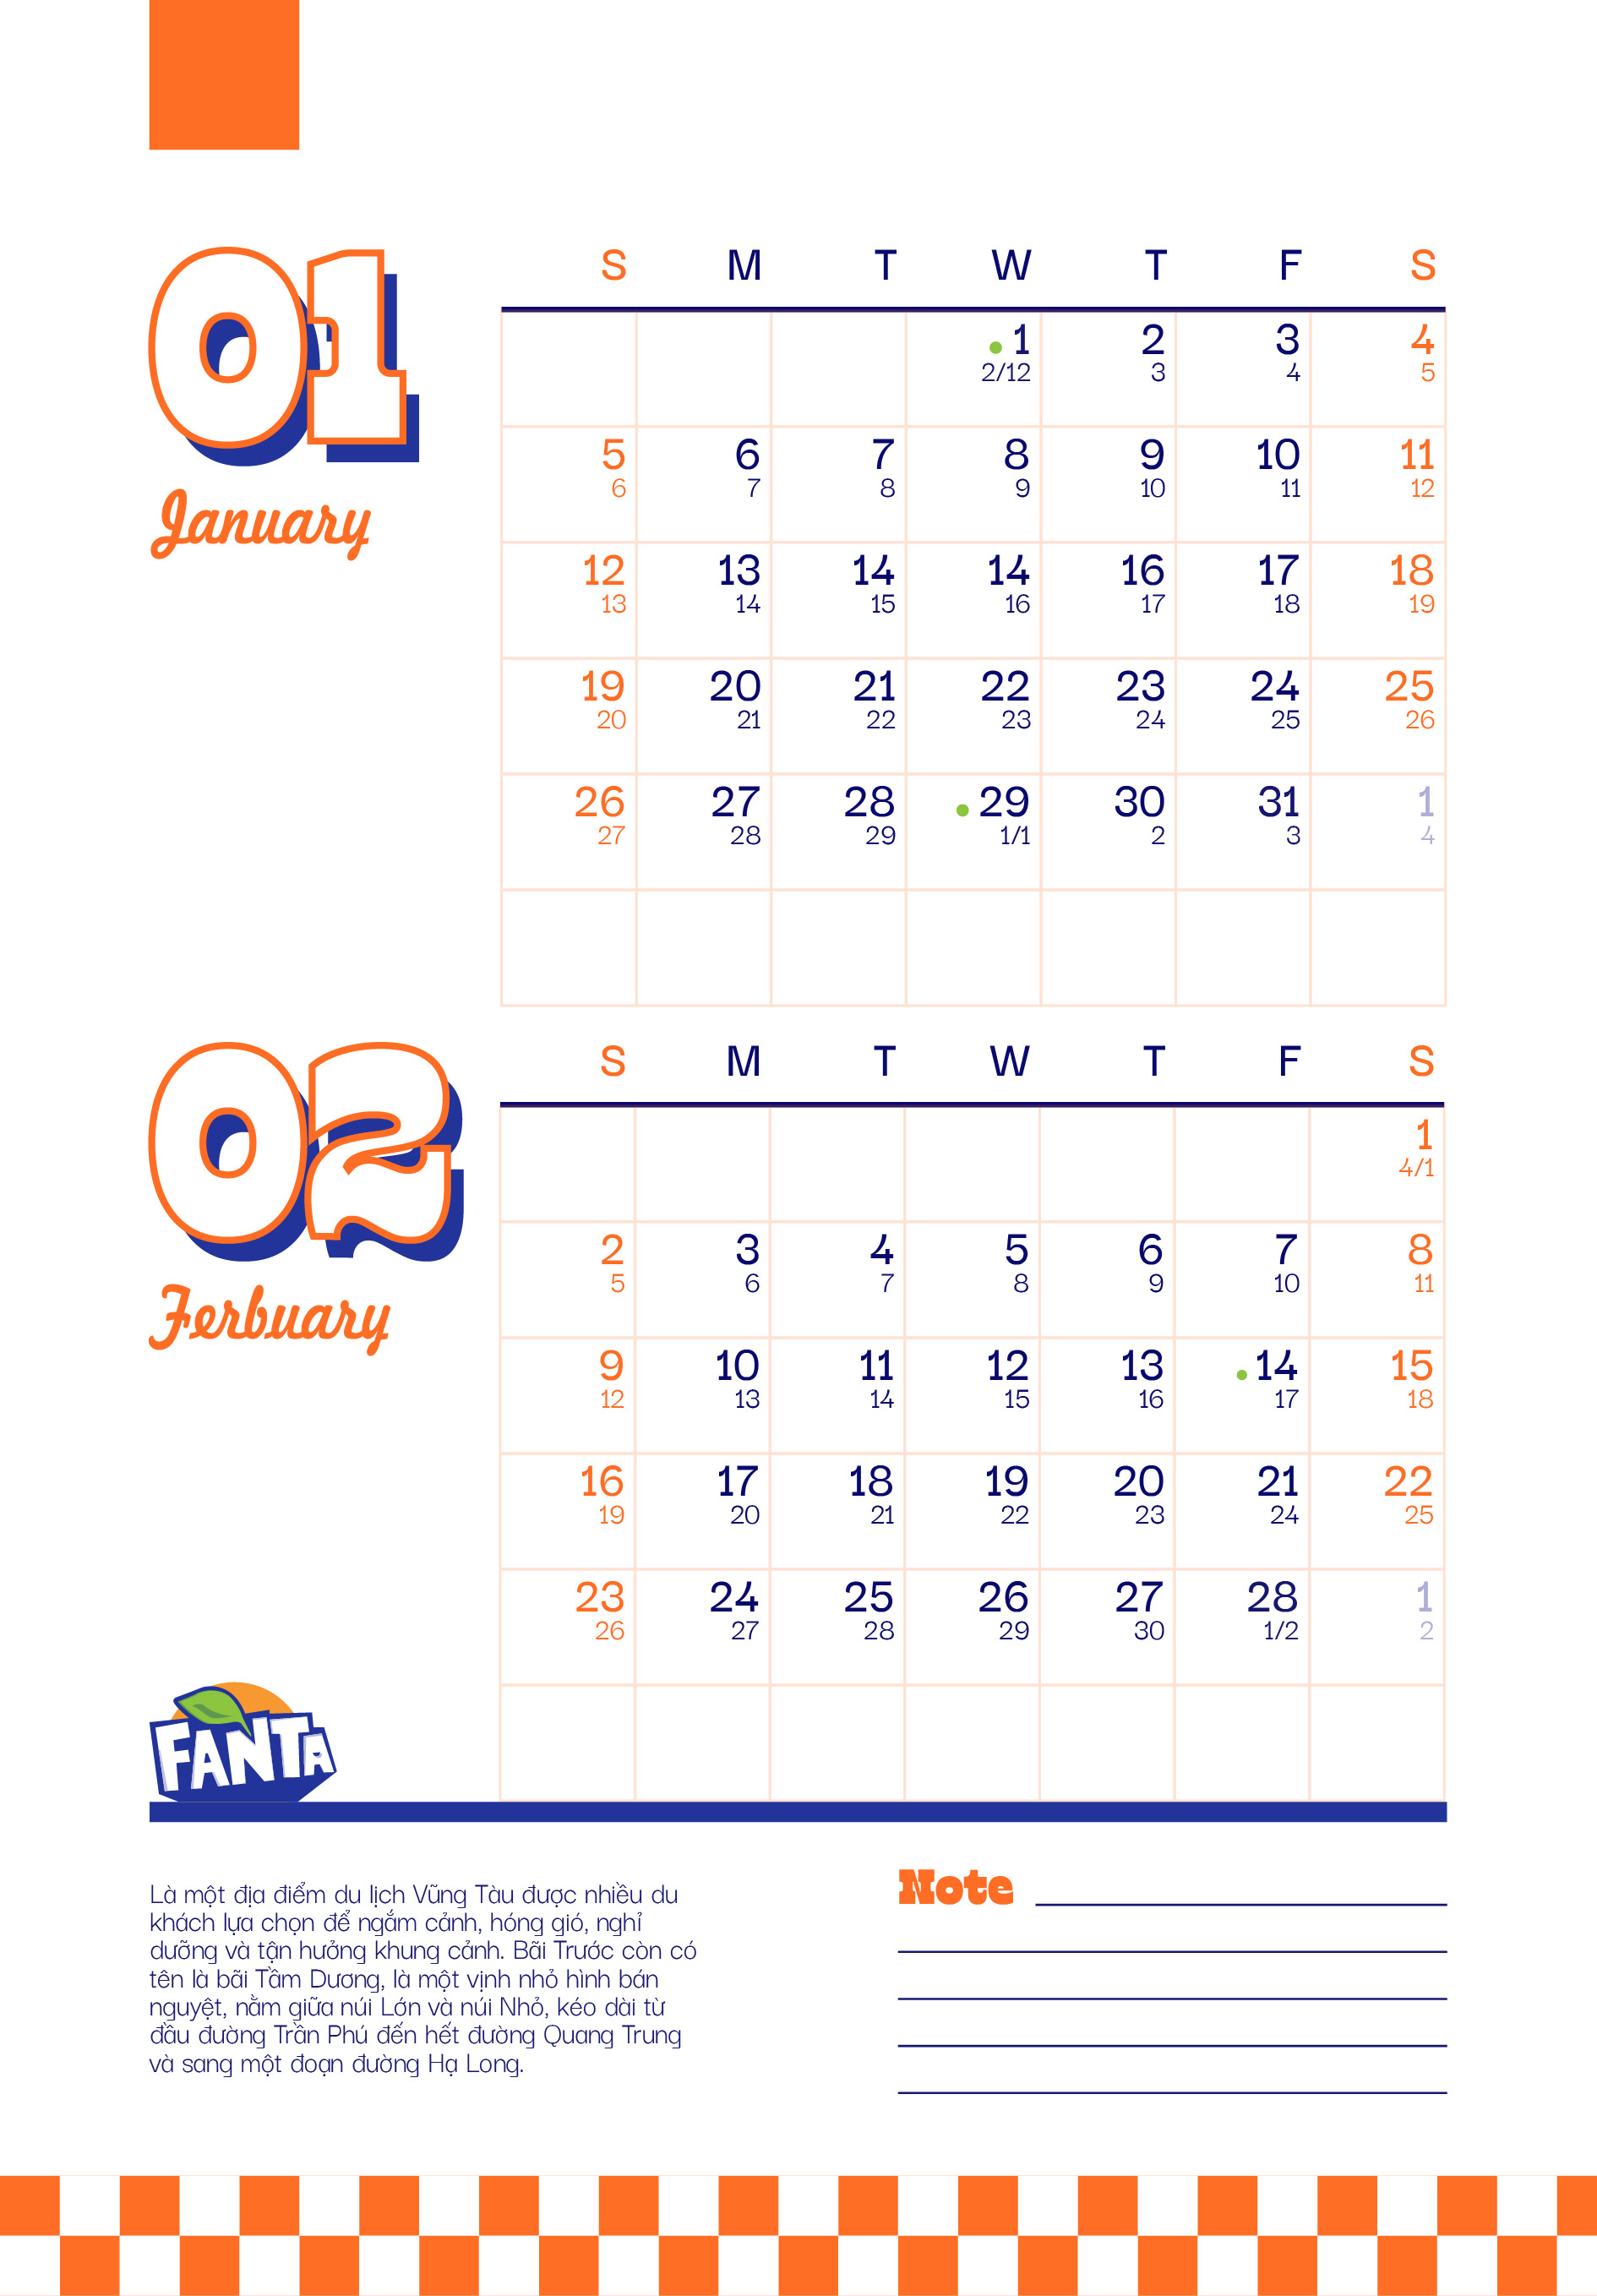 01
January
S M T W T F S
1 2 3 4
2/12 3 4 5
5 6 7 8 9 10 11
6 7 8 9 10 11 12
12 13 14 14 16 17 18
13 14 15 16 17 18 19
19 20 21 22 23 24 25
20 21 22 23 24 25 26
26 27 28 29 30 31 1
27 28 29 1/1 2 3 4
02
Ferbuary
S M T W T F S
1
4/1
2 3 4 5 6 7 8
5 6 7 8 9 10 11
9 10 11 12 13 14 15
12 13 14 15 16 17 18
16 17 18 19 20 21 22
19 20 21 22 23 24 25
23 24 25 26 27 28 1
26 27 28 29 30 1/2 2
FANTA
Là một địa điểm du lịch Vũng Tàu được nhiều du
khách lựa chọn để ngắm cảnh, hóng gió, nghỉ
dưỡng và tận hưởng khung cảnh. Bãi Trước còn có
tên là bãi Tầm Dương, là một vịnh nhỏ hình bán
nguyệt, nằm giữa núi Lớn và núi Nhỏ, kéo dài từ
đầu đường Trần Phú đến hết đường Quang Trung
và sang một đoạn đường Hạ Long.
Note